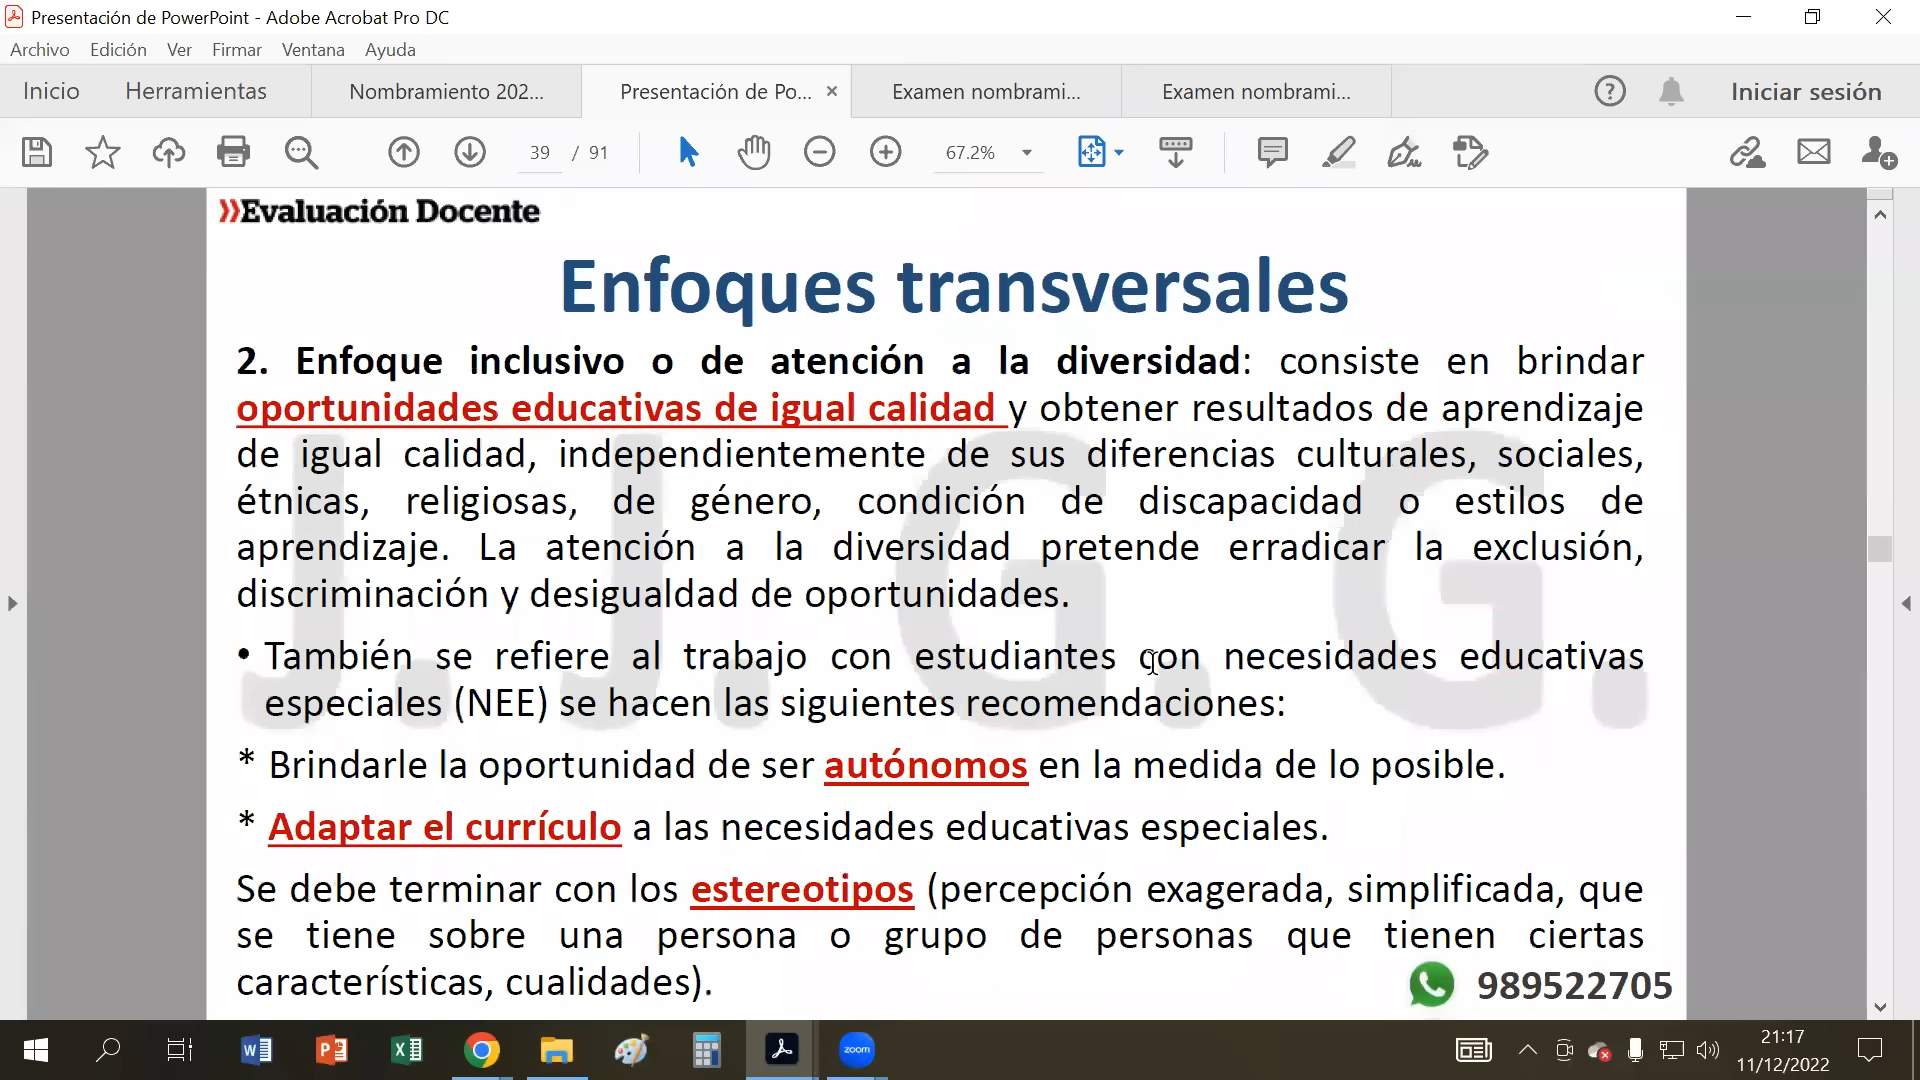 Presentación de PowerPoint - Adobe Acrobat Pro DC
Archivo Edición Ver Firmar Ventana Ayuda
Inicio Herramientas Nombramiento 202... Presentación de Po... × Examen nombrami... Examen nombrami... Iniciar sesión
39 / 91 67.2%
Evaluación Docente
Enfoques transversales
2. Enfoque inclusivo o de atención a la diversidad: consiste en brindar
oportunidades educativas de igual calidad y obtener resultados de aprendizaje
de igual calidad, independientemente de sus diferencias culturales, sociales,
étnicas, religiosas, de género, condición de discapacidad o estilos de
aprendizaje. La atención a la diversidad pretende erradicar la exclusión,
discriminación y desigualdad de oportunidades.
• También se refiere al trabajo con estudiantes con necesidades educativas
especiales (NEE) se hacen las siguientes recomendaciones:
* Brindarle la oportunidad de ser autónomos en la medida de lo posible.
* Adaptar el currículo a las necesidades educativas especiales.
Se debe terminar con los estereotipos (percepción exagerada, simplificada, que
se tiene sobre una persona o grupo de personas que tienen ciertas
características, cualidades).
989522705
J. J. G. G.
zoom
21:17
11/12/2022